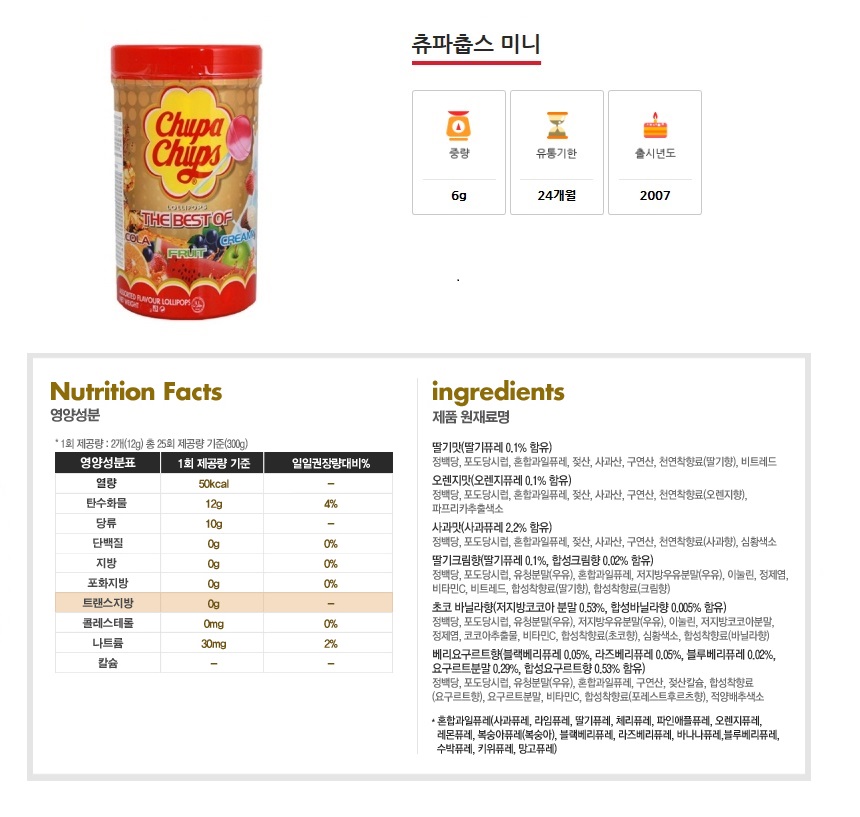 츄파춥스 미니
중량
6g
유통기한
24개월
출시년도
2007
Chupa
Chups
LOLLIPOPS
THE BEST OF
COLA
FRUIT
CREAMY
ASSORTED FLAVOUR LOLLIPOPS
NET WEIGHT
.
Nutrition Facts
영양성분
* 1회 제공량 : 2개(12g) 총 25회 제공량 기준(300g)
영양성분표 1회 제공량 기준 일일권장량대비%
열량 50kcal –
탄수화물 12g 4%
당류 10g –
단백질 0g 0%
지방 0g 0%
포화지방 0g 0%
트랜스지방 0g –
콜레스테롤 0mg 0%
나트륨 30mg 2%
칼슘 – –
ingredients
제품 원재료명
딸기맛(딸기퓨레 0.1% 함유)
정백당, 포도당시럽, 혼합과일퓨레, 젖산, 사과산, 구연산, 천연착향료(딸기향), 비트레드
오렌지맛(오렌지퓨레 0.1% 함유)
정백당, 포도당시럽, 혼합과일퓨레, 젖산, 사과산, 구연산, 천연착향료(오렌지향),
파프리카추출색소
사과맛(사과퓨레 2.2% 함유)
정백당, 포도당시럽, 혼합과일퓨레, 젖산, 사과산, 구연산, 천연착향료(사과향), 심황색소
딸기크림향(딸기퓨레 0.1%, 합성크림향 0.02% 함유)
정백당, 포도당시럽, 유청분말(우유), 혼합과일퓨레, 저지방우유분말(우유), 이눌린, 정제염,
비타민C, 비트레드, 합성착향료(딸기향), 합성착향료(크림향)
초코 바닐라향(저지방코코아 분말 0.53%, 합성바닐라향 0.005% 함유)
정백당, 포도당시럽, 유청분말(우유), 저지방우유분말(우유), 이눌린, 저지방코코아분말,
정제염, 코코아추출물, 비타민C, 합성착향료(초코향), 심황색소, 합성착향료(바닐라향)
베리요구르트향(블랙베리퓨레 0.05%, 라즈베리퓨레 0.05%, 블루베리퓨레 0.02%,
요구르트분말 0.29%, 합성요구르트향 0.53% 함유)
정백당, 포도당시럽, 유청분말(우유), 혼합과일퓨레, 구연산, 젖산칼슘, 합성착향료
(요구르트향), 요구르트분말, 비타민C, 합성착향료(포레스트후르츠향), 적양배추색소
* 혼합과일퓨레(사과퓨레, 라임퓨레, 딸기퓨레, 체리퓨레, 파인애플퓨레, 오렌지퓨레,
레몬퓨레, 복숭아퓨레(복숭아), 블랙베리퓨레, 라즈베리퓨레, 바나나퓨레,블루베리퓨레,
수박퓨레, 키위퓨레, 망고퓨레)